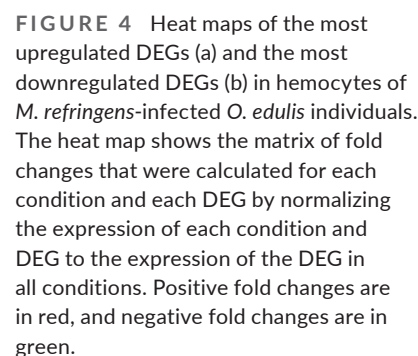 FIGURE 4 Heat maps of the most
upregulated DEGs (a) and the most
downregulated DEGs (b) in hemocytes of
M. refringens-infected O. edulis individuals.
The heat map shows the matrix of fold
changes that were calculated for each
condition and each DEG by normalizing
the expression of each condition and
DEG to the expression of the DEG in
all conditions. Positive fold changes are
in red, and negative fold changes are in
green.